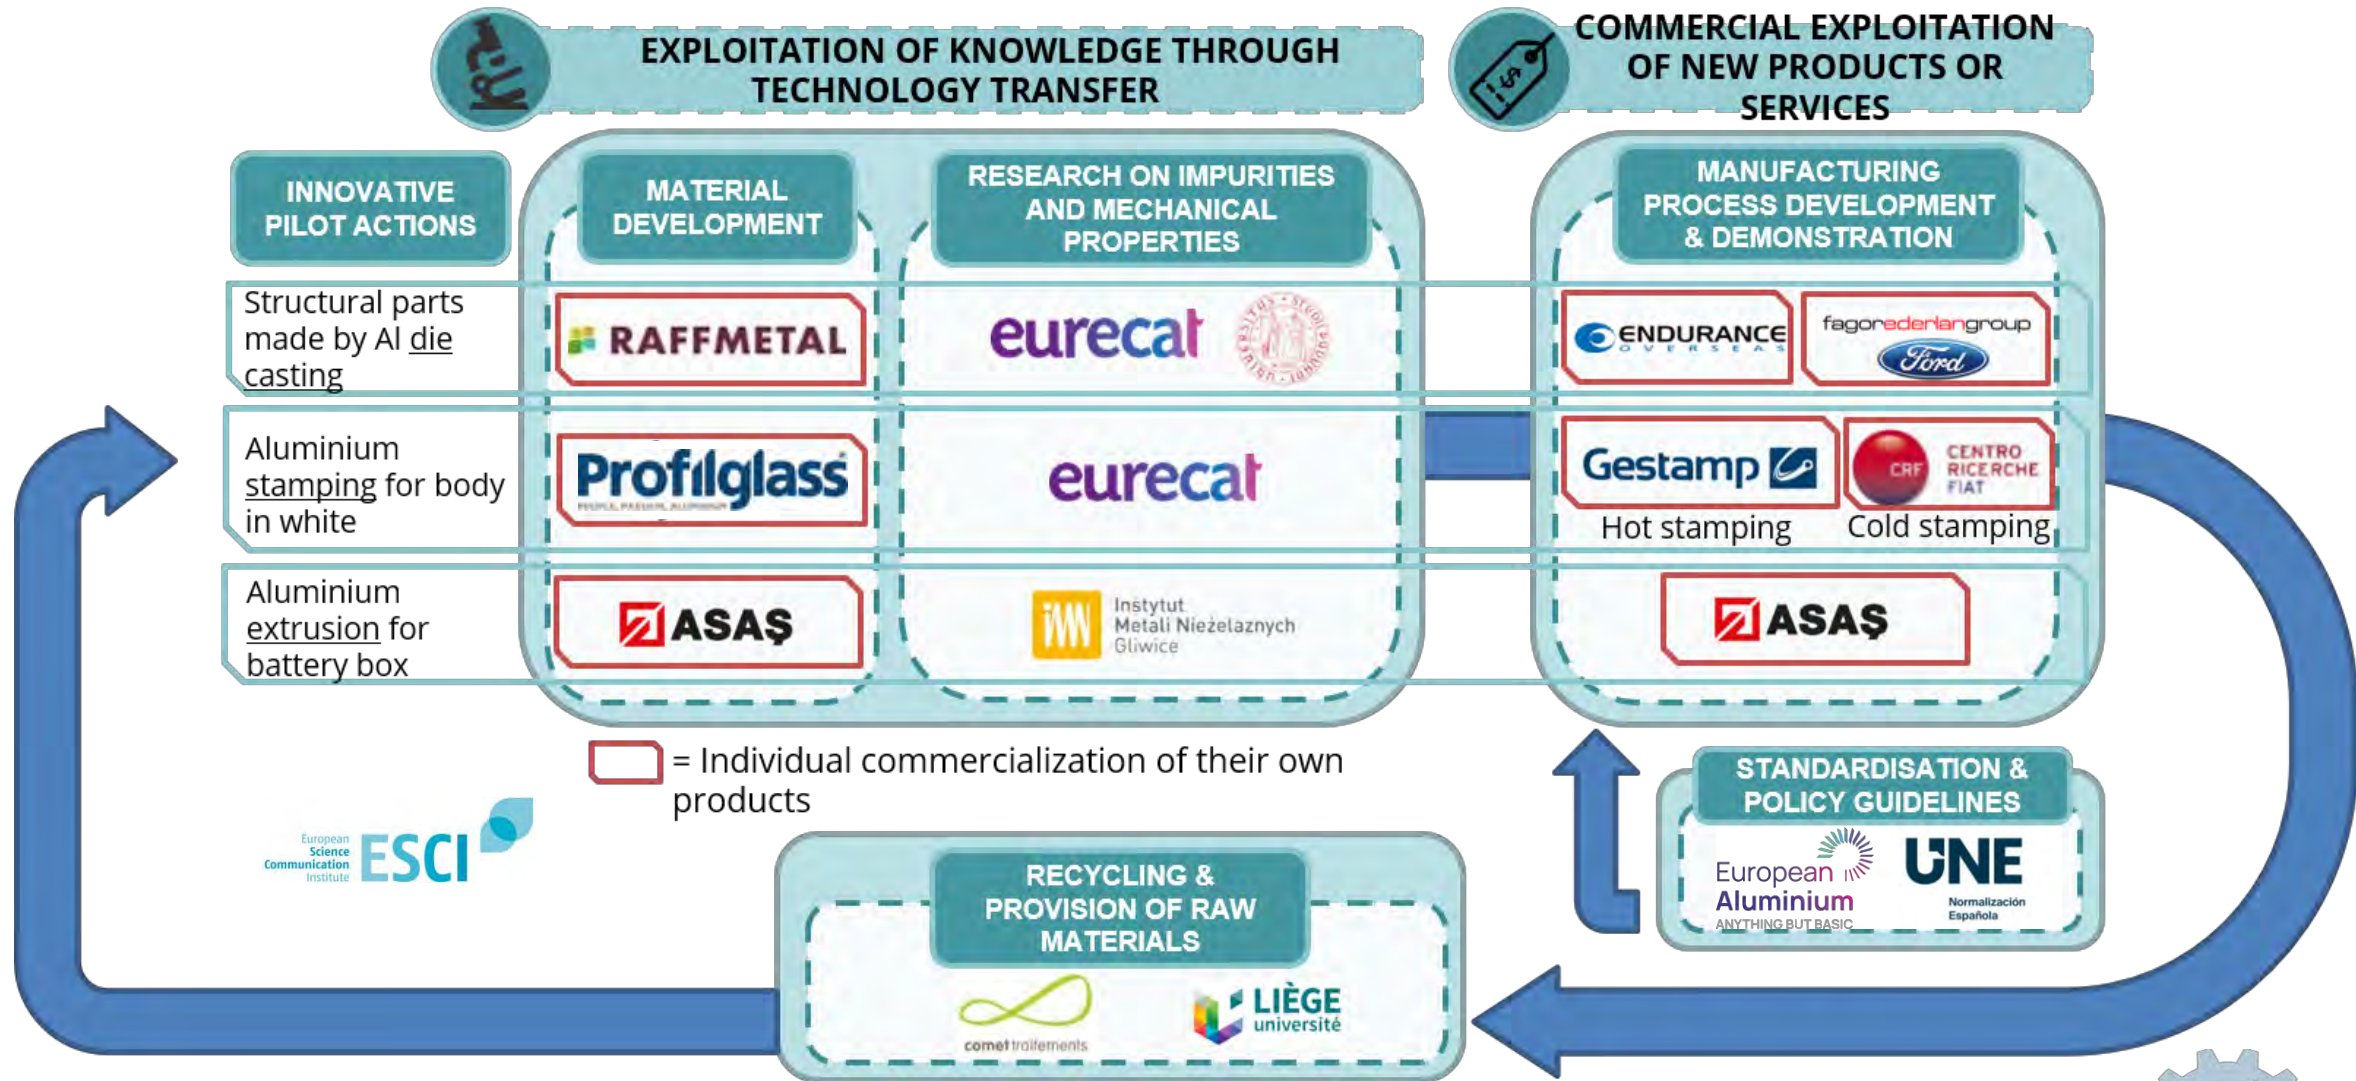 EXPLOITATION OF KNOWLEDGE THROUGH
TECHNOLOGY TRANSFER
COMMERCIAL EXPLOITATION
OF NEW PRODUCTS OR
SERVICES
INNOVATIVE
PILOT ACTIONS
MATERIAL
DEVELOPMENT
RESEARCH ON IMPURITIES
AND MECHANICAL
PROPERTIES
MANUFACTURING
PROCESS DEVELOPMENT
& DEMONSTRATION
Structural parts
made by Al die
casting
RAFFMETAL
eurecat
ENDURANCE
OVERSEAS
fagorederlangroup
Ford
Aluminium
stamping for body
in white
Profilglass
PEOPLE, PASSION, ALUMINIUM
eurecat
Gestamp
Hot stamping
CRF
CENTRO
RICERCHE
FIAT
Cold stamping
Aluminium
extrusion for
battery box
ASAŞ
IMN
Instytut
Metali Nieżelaznych
Gliwice
ASAŞ
= Individual commercialization of their own
products
European
Science
Communication
Institute
ESCI
STANDARDISATION &
POLICY GUIDELINES
European
Aluminium
ANYTHING BUT BASIC
UNE
Normalización
Española
RECYCLING &
PROVISION OF RAW
MATERIALS
comet traitements
LIÈGE
université